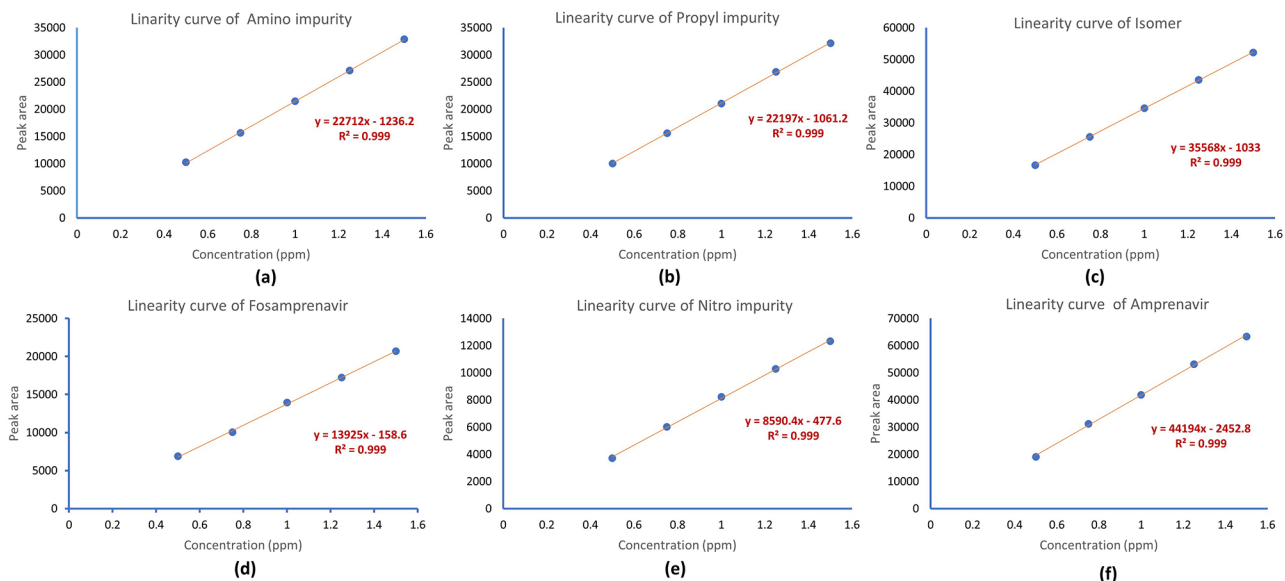 Linarity curve of  Amino impurity
35000
30000
25000
20000
15000
10000
5000
0
Peak area
y = 22712x - 1236.2
R² = 0.999
0 0.2 0.4 0.6 0.8 1 1.2 1.4 1.6
Concentration (ppm)
(a)
Linearity curve of Propyl impurity
35000
30000
25000
20000
15000
10000
5000
0
Peak area
y = 22197x - 1061.2
R² = 0.999
0 0.2 0.4 0.6 0.8 1 1.2 1.4 1.6
Concentration (ppm)
(b)
Linearity curve of Isomer
60000
50000
40000
30000
20000
10000
0
Peak area
y = 35568x - 1033
R² = 0.999
0 0.2 0.4 0.6 0.8 1 1.2 1.4 1.6
Concentration (ppm)
(c)
Linearity curve of Fosamprenavir
25000
20000
15000
10000
5000
0
Peak area
y = 13925x - 158.6
R² = 0.999
0 0.2 0.4 0.6 0.8 1 1.2 1.4 1.6
Concentration (ppm)
(d)
Linearity curve of Nitro impurity
14000
12000
10000
8000
6000
4000
2000
0
Peak area
y = 8590.4x - 477.6
R² = 0.999
0 0.2 0.4 0.6 0.8 1 1.2 1.4 1.6
Concentration (ppm)
(e)
Linearity curve  of Amprenavir
70000
60000
50000
40000
30000
20000
10000
0
Preak area
y = 44194x - 2452.8
R² = 0.999
0 0.2 0.4 0.6 0.8 1 1.2 1.4 1.6
Concentration (ppm)
(f)